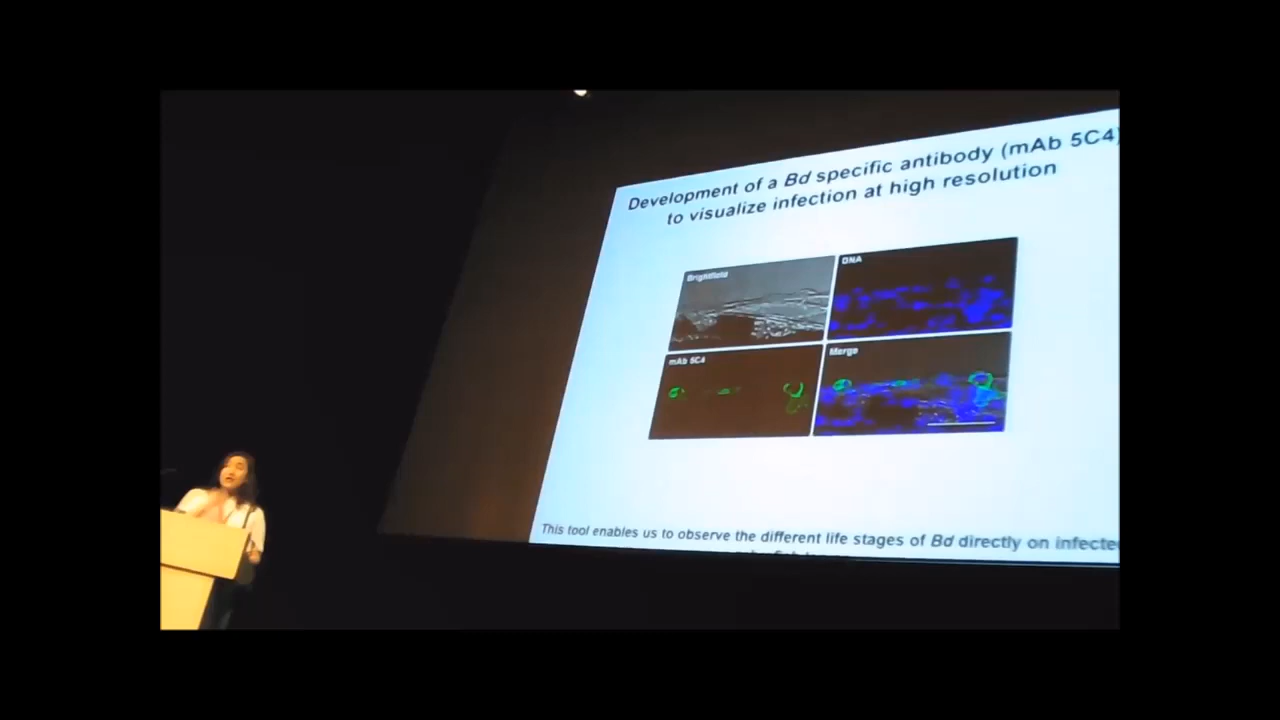 Development of a Bd specific antibody (mAb 5C4)
to visualize infection at high resolution
Brightfield
DNA
mAb 5C4
Merge
This tool enables us to observe the different life stages of Bd directly on infected